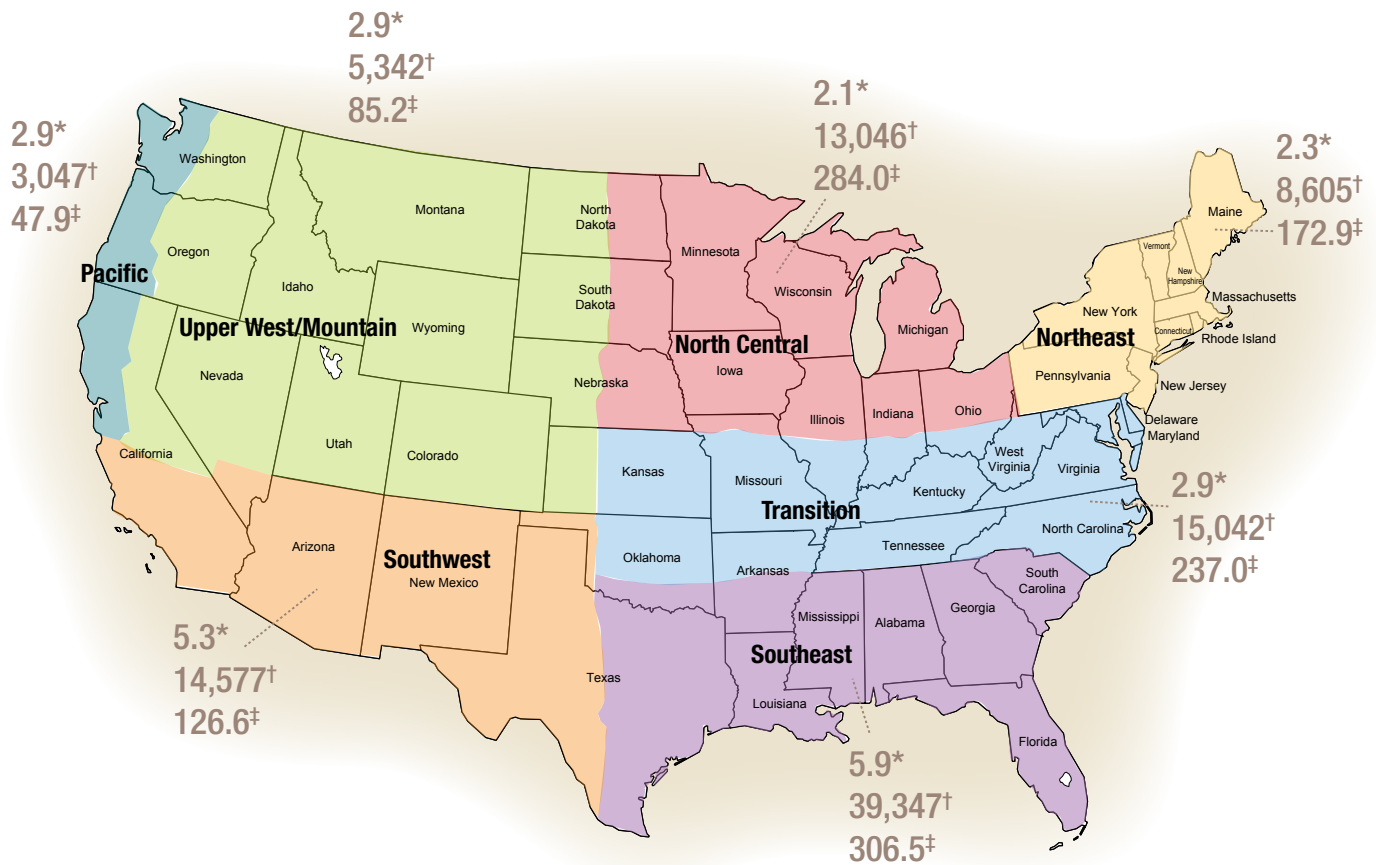 2.9*
5,342†
85.2‡
2.1*
13,046†
284.0‡
2.9*
3,047†
47.9‡
2.3*
8,605†
172.9‡
Washington
Montana
North
Dakota
Minnesota
Maine
Vermont
New
Hampshire
Oregon
Pacific
Idaho
South
Dakota
Wisconsin
Massachusetts
New York
Upper West/Mountain
Wyoming
Michigan
Connecticut
Rhode Island
North Central
Northeast
Nevada
Nebraska
Iowa
Pennsylvania
New Jersey
Illinois
Indiana
Ohio
Delaware
Maryland
California
Utah
Colorado
Kansas
Missouri
West
Virginia
Virginia
Kentucky
Transition
2.9*
15,042†
237.0‡
North Carolina
Arizona
Southwest
New Mexico
Oklahoma
Arkansas
Tennessee
South
Carolina
Mississippi
Alabama
Georgia
5.3*
14,577†
126.6‡
Southeast
Texas
Louisiana
Florida
5.9*
39,347†
306.5‡